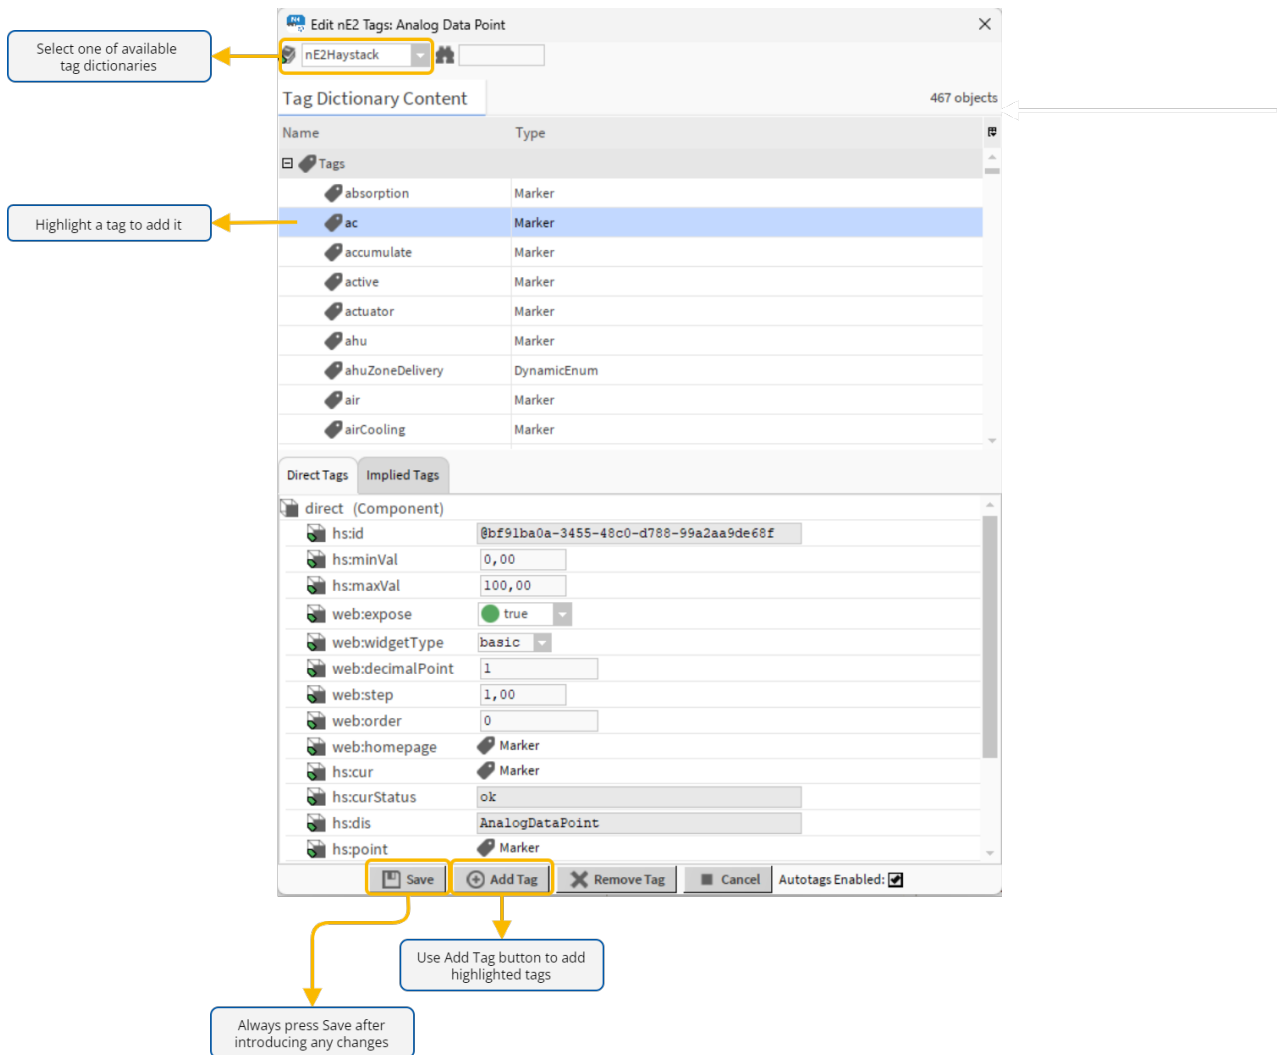 Edit nE2 Tags: Analog Data Point
Select one of available
tag dictionaries
nE2Haystack
Tag Dictionary Content
467 objects
Name Type
Tags
absorption Marker
Highlight a tag to add it
ac Marker
accumulate Marker
active Marker
actuator Marker
ahu Marker
ahuZoneDelivery DynamicEnum
air Marker
airCooling Marker
Direct Tags Implied Tags
direct (Component)
hs:id @bf91ba0a-3455-48c0-d788-99a2aa9de68f
hs:minVal 0,00
hs:maxVal 100,00
web:expose true
web:widgetType basic
web:decimalPoint 1
web:step 1,00
web:order 0
web:homepage Marker
hs:cur Marker
hs:curStatus ok
hs:dis AnalogDataPoint
hs:point Marker
Save Add Tag Remove Tag Cancel Autotags Enabled:
Use Add Tag button to add
highlighted tags
Always press Save after
introducing any changes